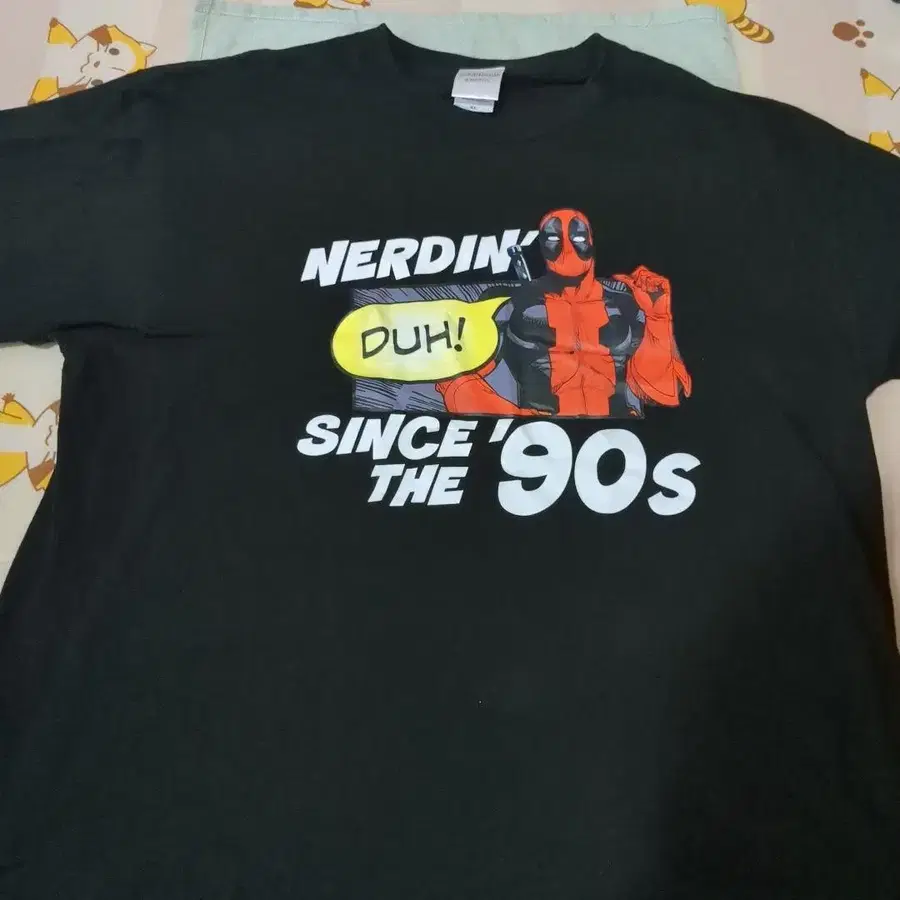 NERDIN'
DUH!
SINCE
THE '90s